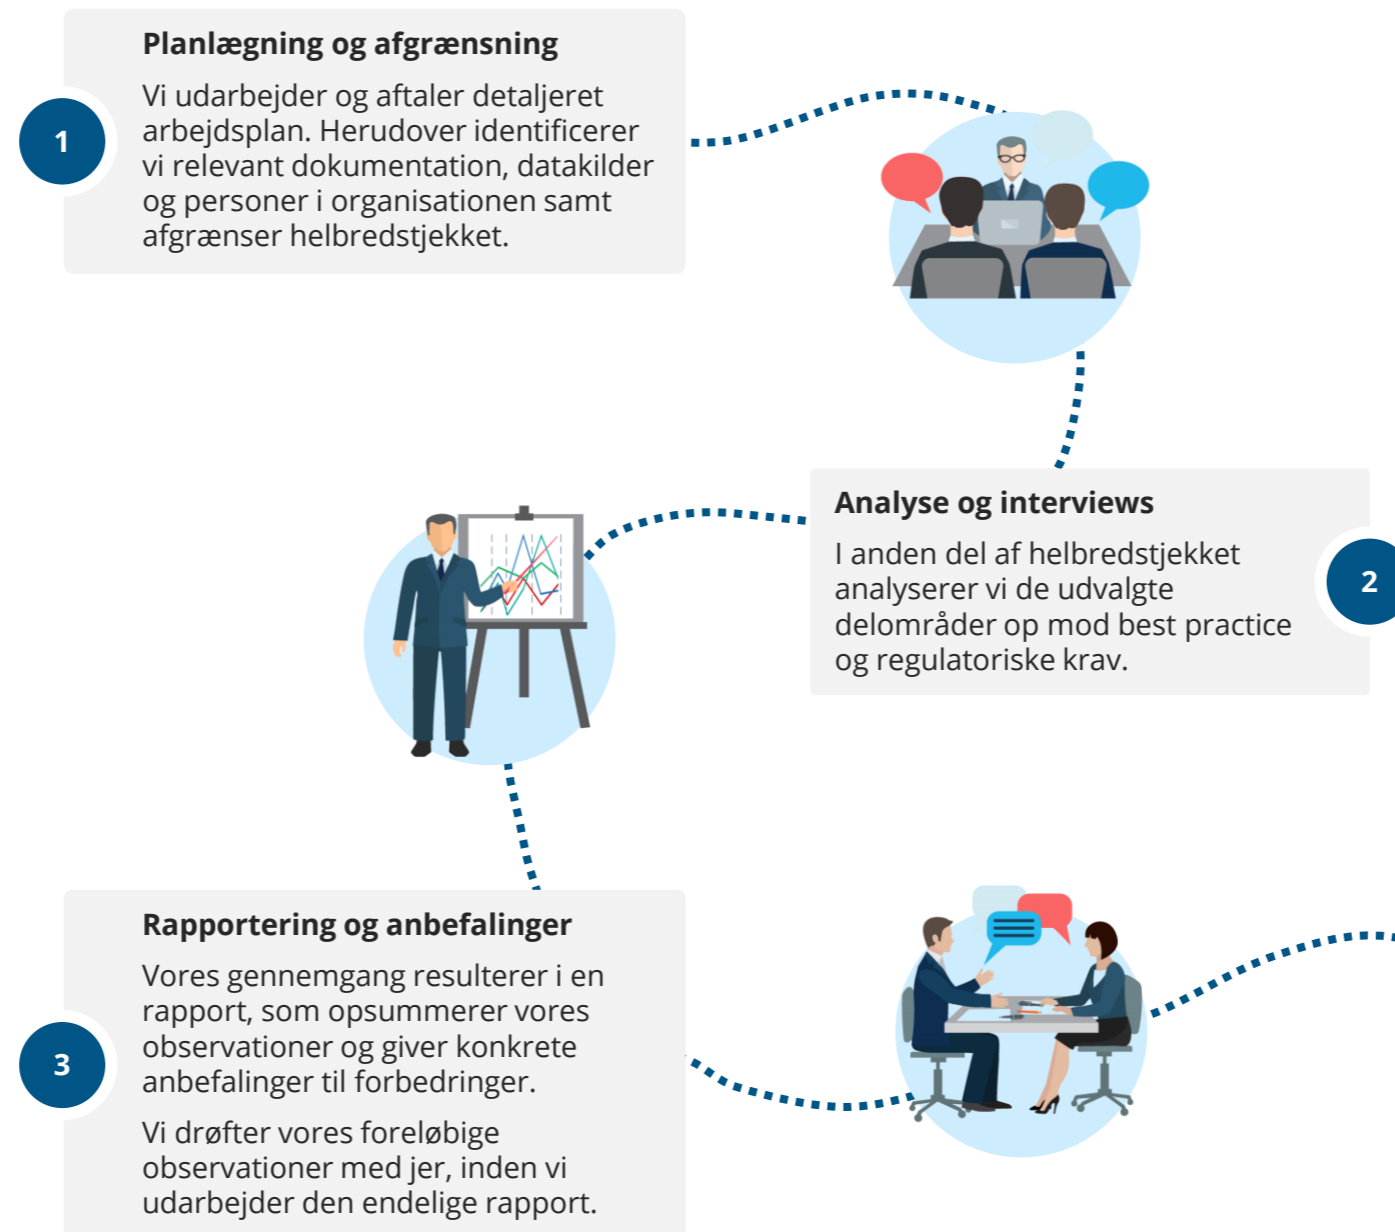 1
Planlægning og afgrænsning
Vi udarbejder og aftaler detaljeret
arbejdsplan. Herudover identificerer
vi relevant dokumentation, datakilder
og personer i organisationen samt
afgrænser helbredstjekket.
2
Analyse og interviews
I anden del af helbredstjekket
analyserer vi de udvalgte
delområder op mod best practice
og regulatoriske krav.
3
Rapportering og anbefalinger
Vores gennemgang resulterer i en
rapport, som opsummerer vores
observationer og giver konkrete
anbefalinger til forbedringer.
Vi drøfter vores foreløbige
observationer med jer, inden vi
udarbejder den endelige rapport.